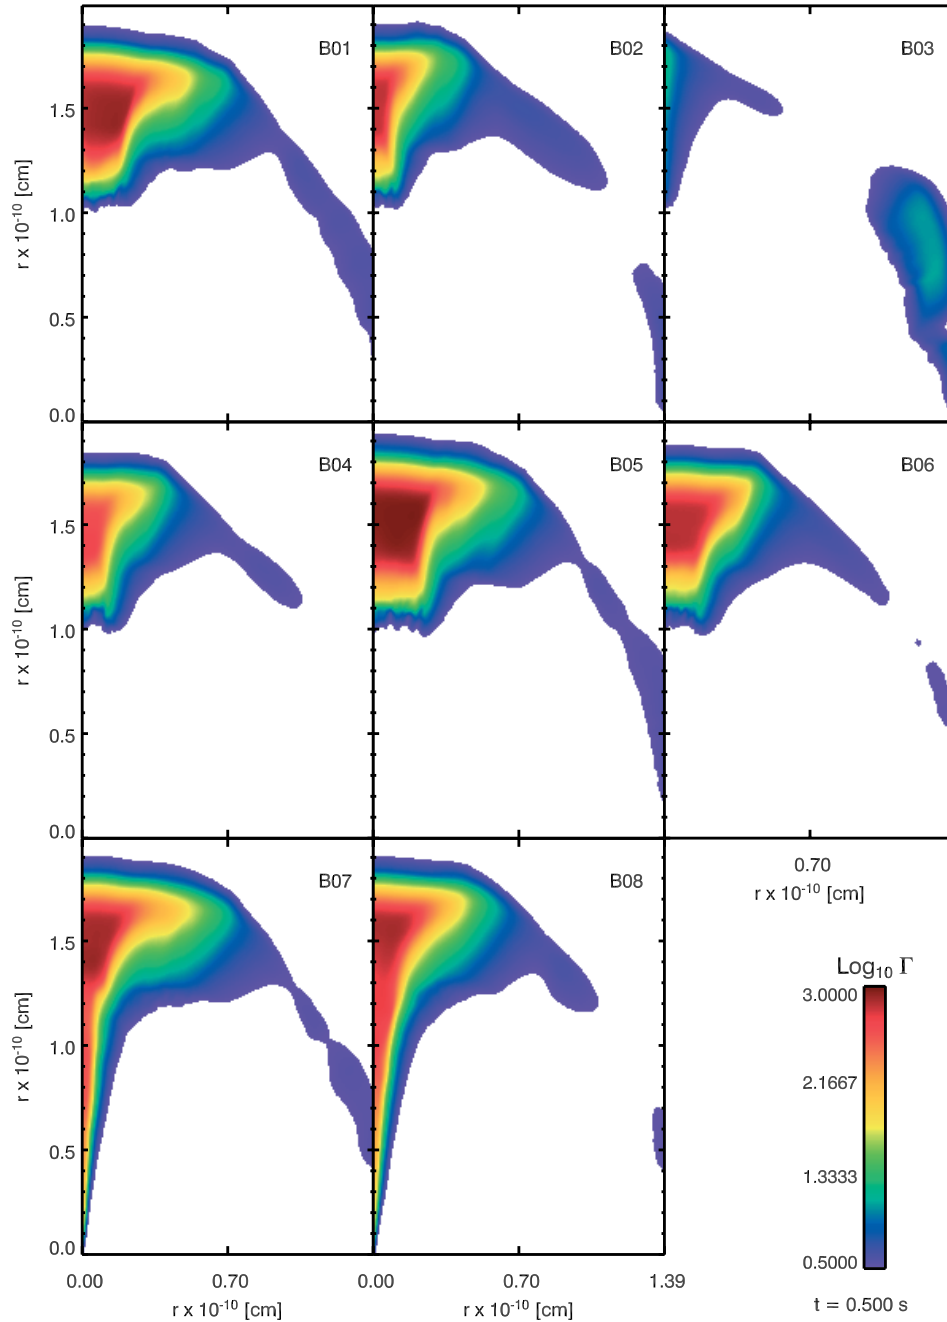 B01
B02
B03
1.5
1.0
0.5
0.0
r x 10⁻¹⁰ [cm]
B04
B05
B06
1.5
1.0
0.5
0.0
r x 10⁻¹⁰ [cm]
B07
B08
1.5
1.0
0.5
0.0
r x 10⁻¹⁰ [cm]
0.00
0.70
0.00
0.70
1.39
r x 10⁻¹⁰ [cm]
r x 10⁻¹⁰ [cm]
0.70
r x 10⁻¹⁰ [cm]
Log₁₀ Γ
3.0000
2.1667
1.3333
0.5000
t = 0.500 s